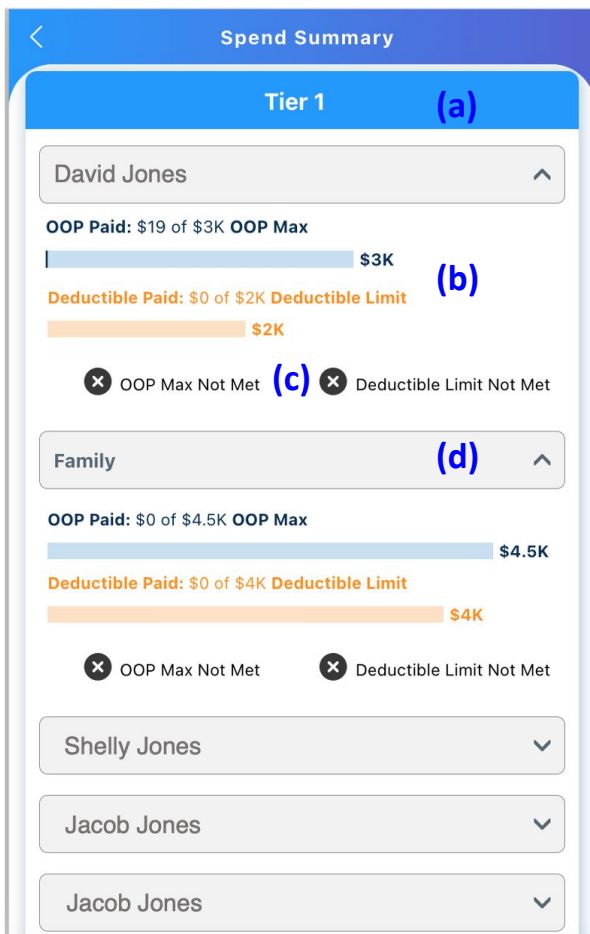 Spend Summary
Tier 1 (a)
David Jones
OOP Paid: $19 of $3K OOP Max
$3K
(b)
Deductible Paid: $0 of $2K Deductible Limit
$2K
OOP Max Not Met (c) Deductible Limit Not Met
Family (d)
OOP Paid: $0 of $4.5K OOP Max
$4.5K
Deductible Paid: $0 of $4K Deductible Limit
$4K
OOP Max Not Met Deductible Limit Not Met
Shelly Jones
Jacob Jones
Jacob Jones